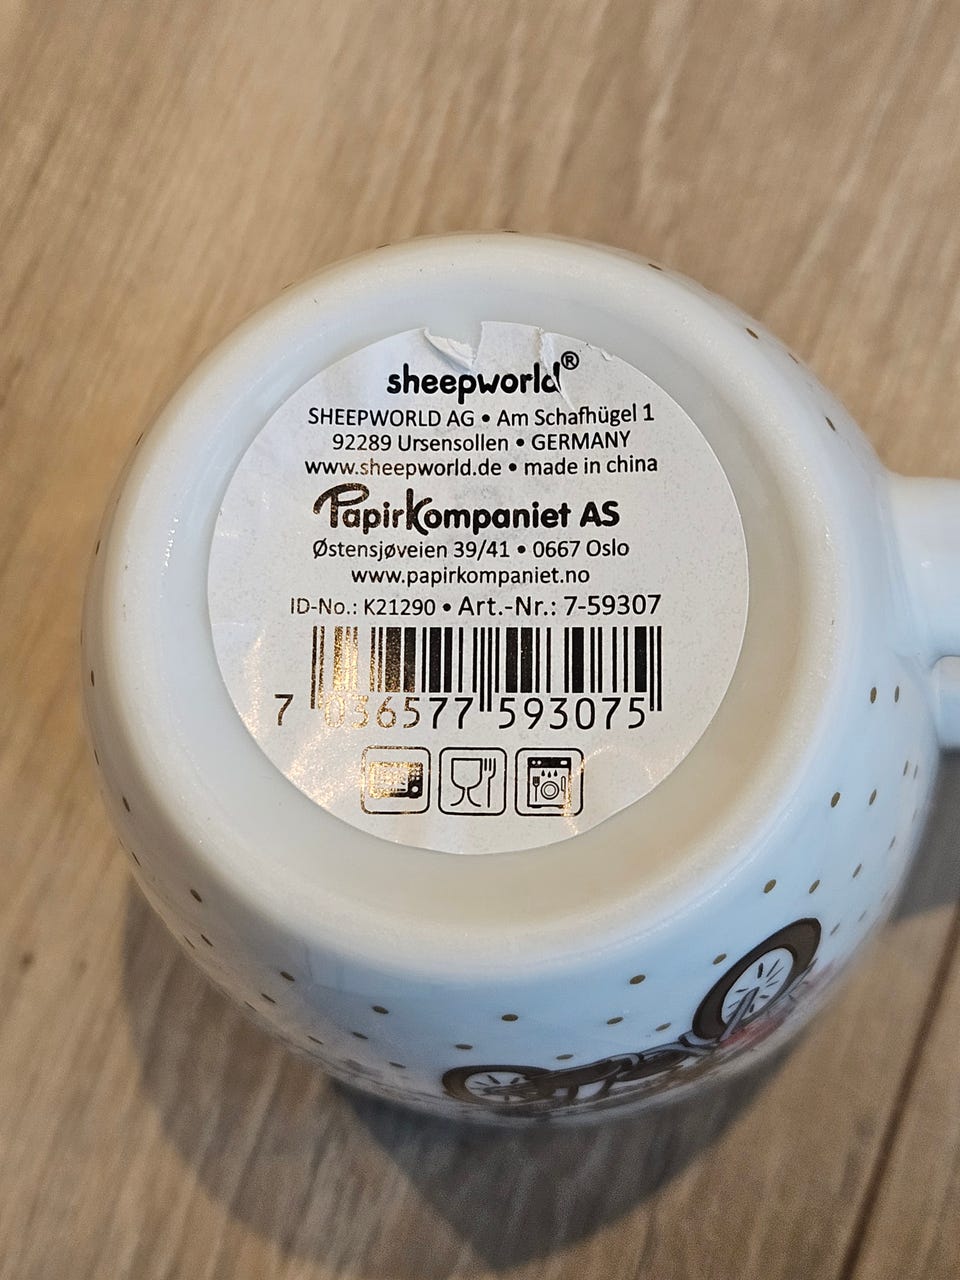 sheepworld®
SHEEPWORLD AG • Am Schafhügel 1
92289 Ursensollen • GERMANY
www.sheepworld.de • made in china
PapirKompaniet AS
Østensjøveien 39/41 • 0667 Oslo
www.papirkompaniet.no
ID-No.: K21290 • Art.-Nr.: 7-59307
7 036577 593075